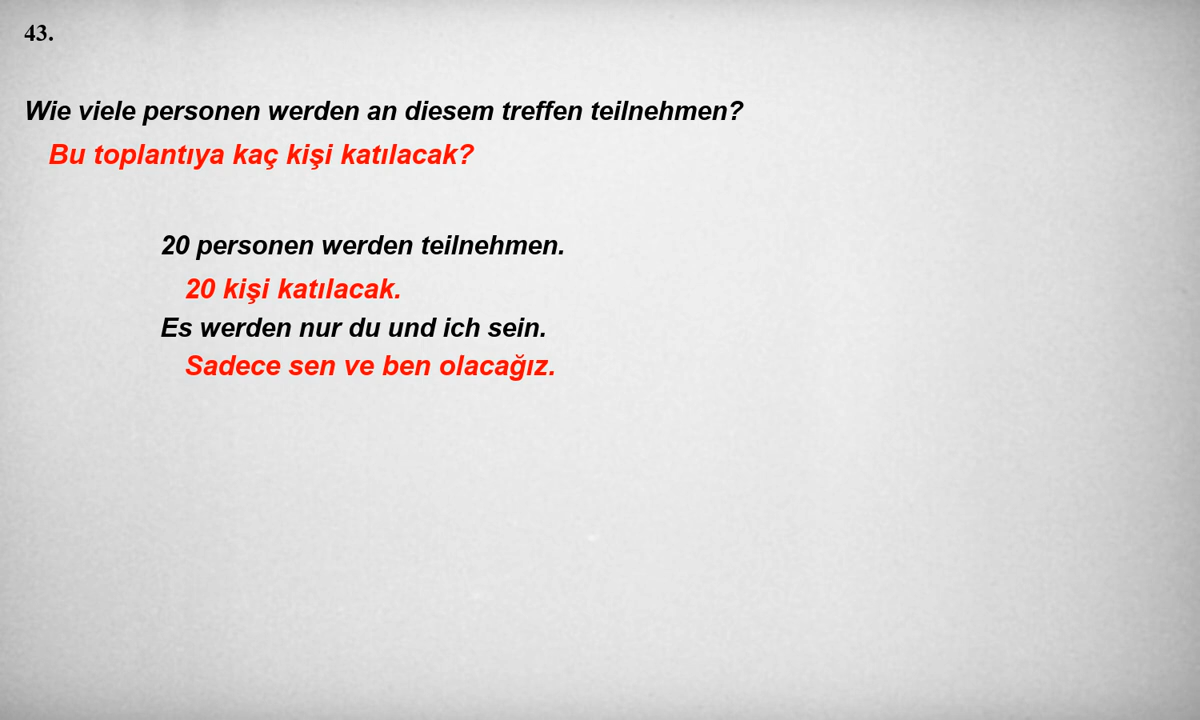 43.
Wie viele personen werden an diesem treffen teilnehmen?
Bu toplantıya kaç kişi katılacak?
20 personen werden teilnehmen.
20 kişi katılacak.
Es werden nur du und ich sein.
Sadece sen ve ben olacağız.